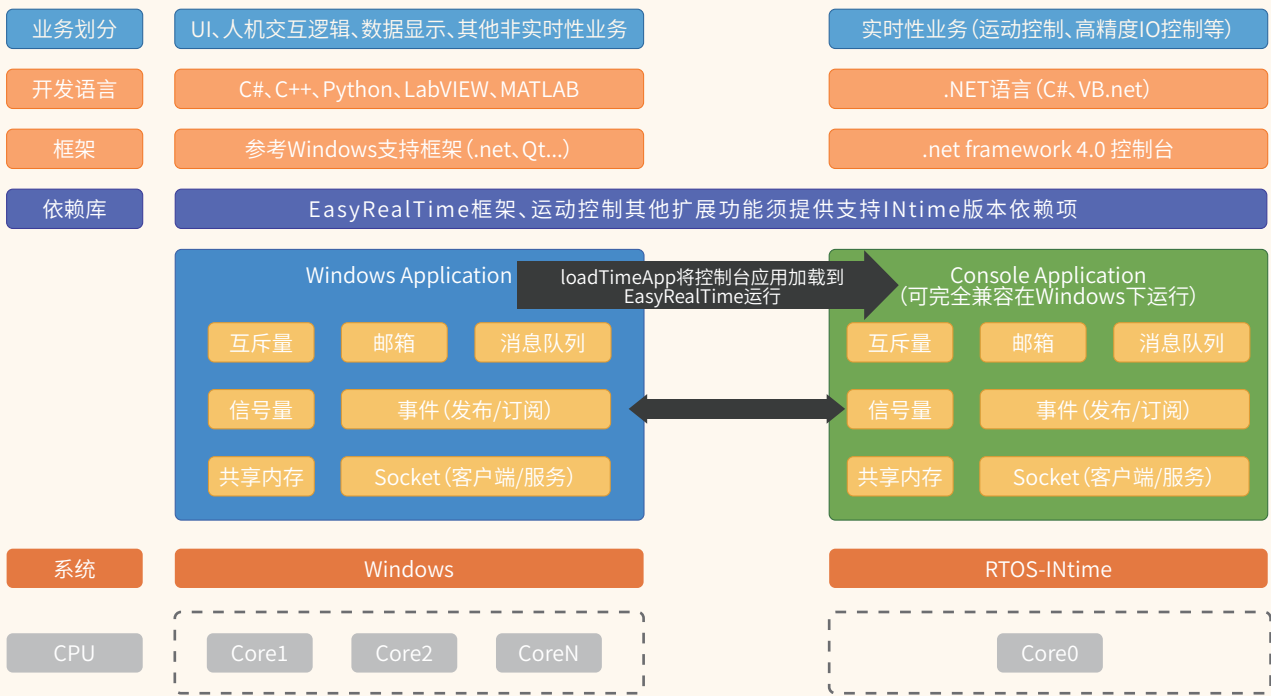 业务划分
UI、人机交互逻辑、数据显示、其他非实时性业务
实时性业务(运动控制、高精度IO控制等)
开发语言
C#、C++、Python、LabVIEW、MATLAB
.NET语言(C#、VB.net)
框架
参考Windows支持框架(.net、Qt...)
.net framework 4.0 控制台
依赖库
EasyRealTime框架、运动控制其他扩展功能须提供支持INtime版本依赖项
Windows Application
loadTimeApp将控制台应用加载到
EasyRealTime运行
Console Application
(可完全兼容在Windows下运行)
互斥量
邮箱
消息队列
互斥量
邮箱
消息队列
信号量
事件(发布/订阅)
信号量
事件(发布/订阅)
共享内存
Socket(客户端/服务)
共享内存
Socket(客户端/服务)
系统
Windows
RTOS-INtime
CPU
Core1
Core2
CoreN
Core0